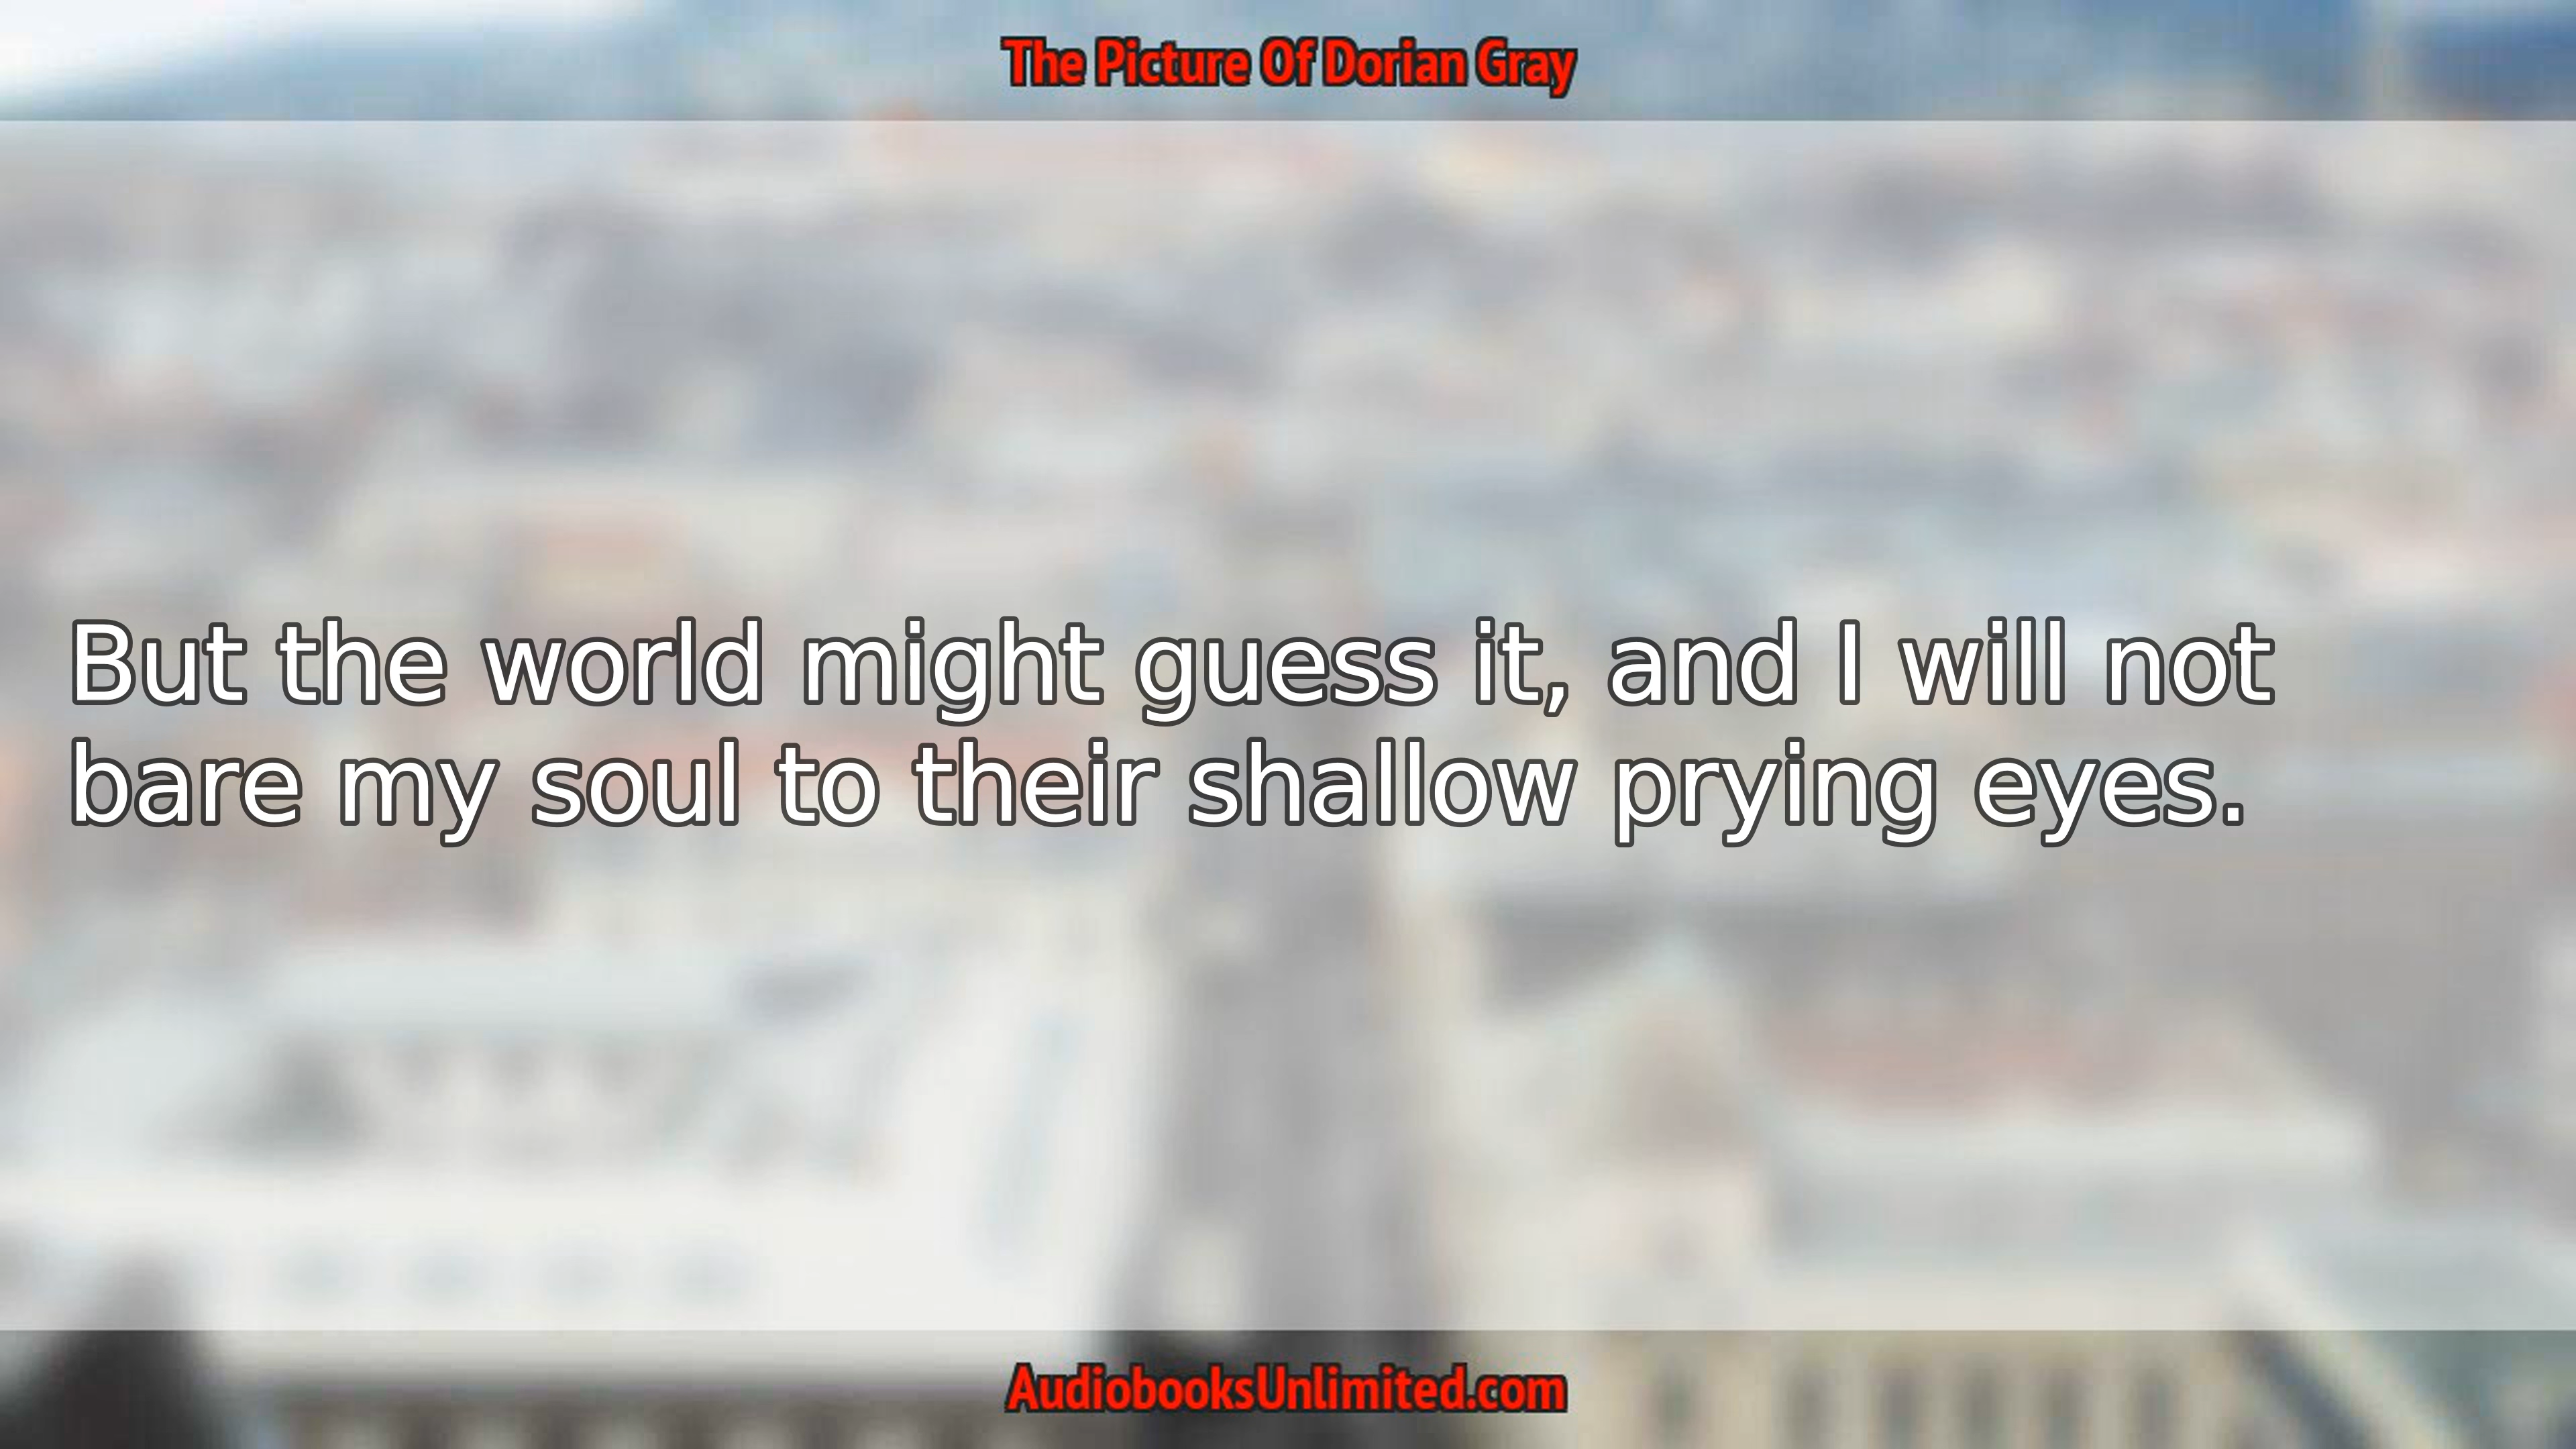 The Picture Of Dorian Gray
But the world might guess it, and I will not
bare my soul to their shallow prying eyes.
AudiobooksUnlimited.com